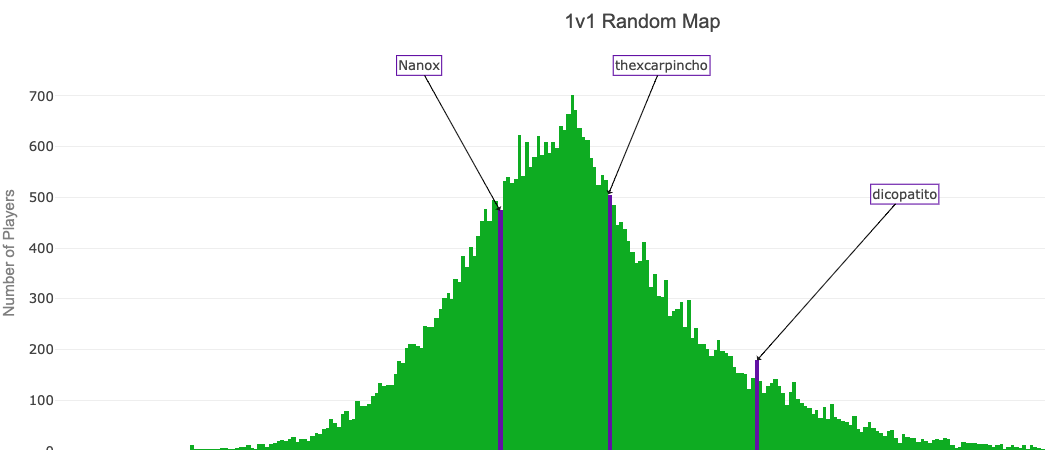 1v1 Random Map
Nanox
thexcarpincho
dicopatito
Number of Players
700
600
500
400
300
200
100
0